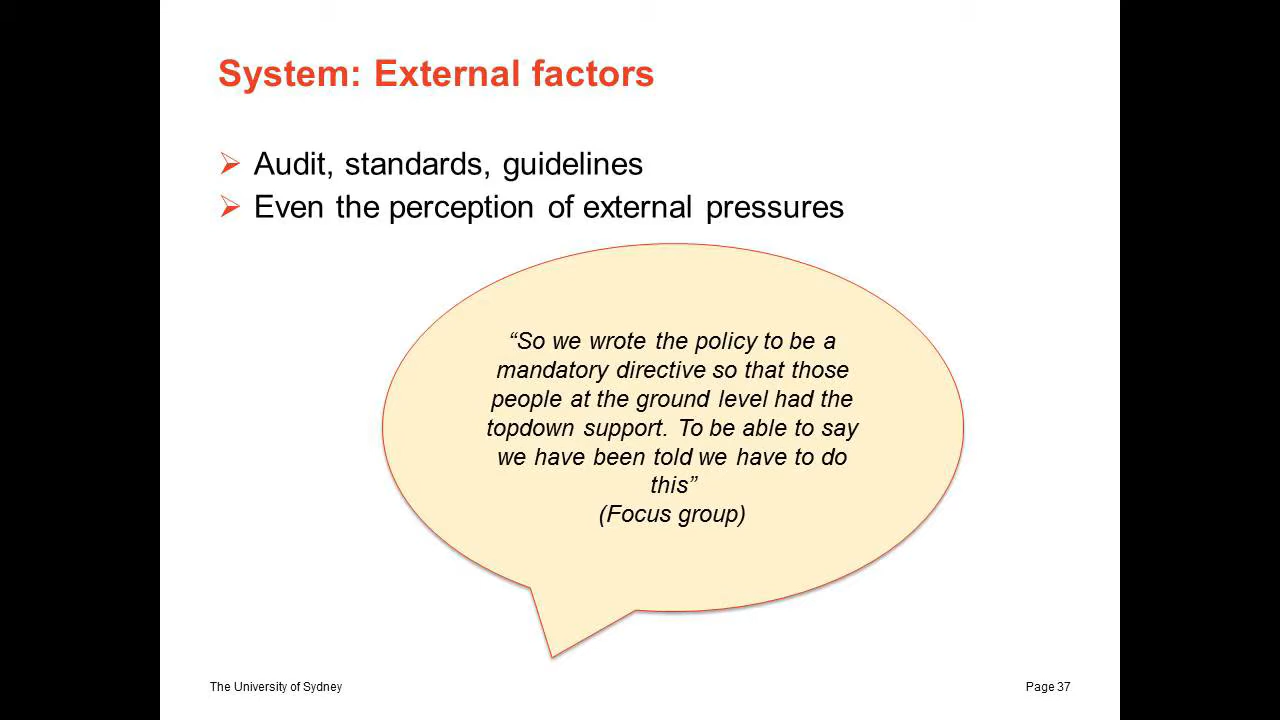 System: External factors
Audit, standards, guidelines
Even the perception of external pressures
“So we wrote the policy to be a
mandatory directive so that those
people at the ground level had the
topdown support. To be able to say
we have been told we have to do
this”
(Focus group)
The University of Sydney
Page 37